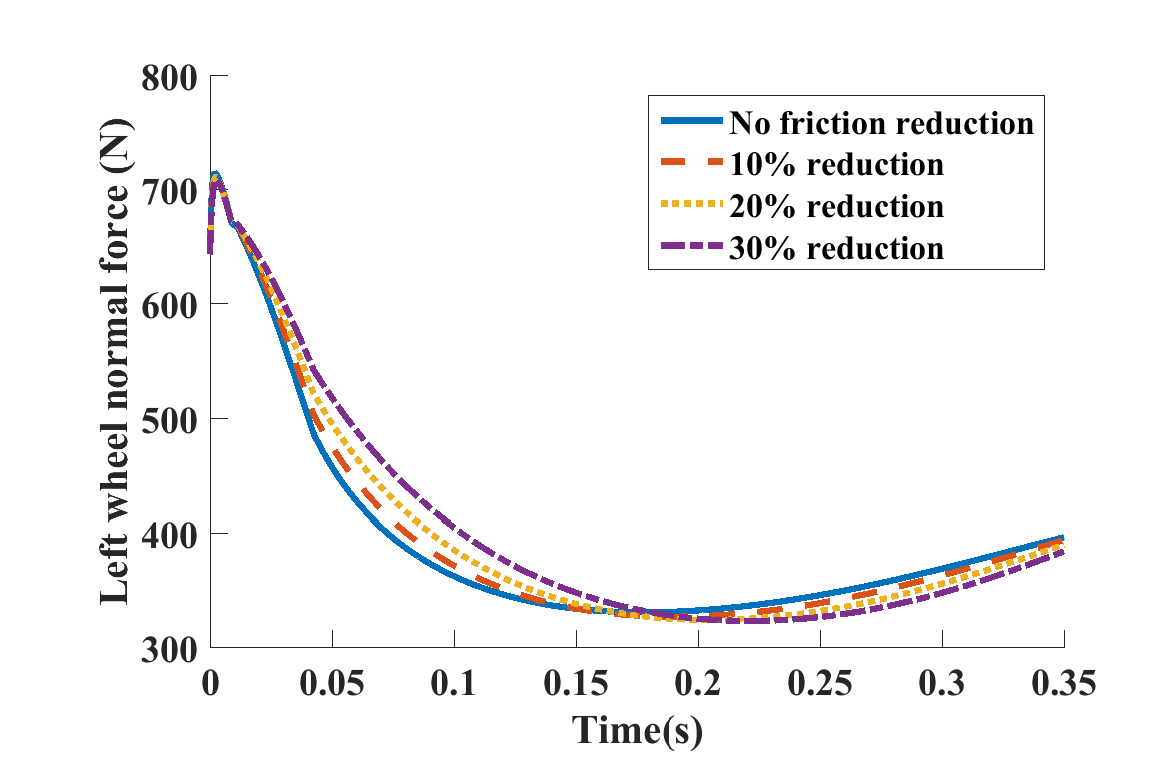 Left wheel normal force (N)
800
700
600
500
400
300
No friction reduction
10% reduction
20% reduction
30% reduction
0
0.05
0.1
0.15
0.2
0.25
0.3
0.35
Time(s)